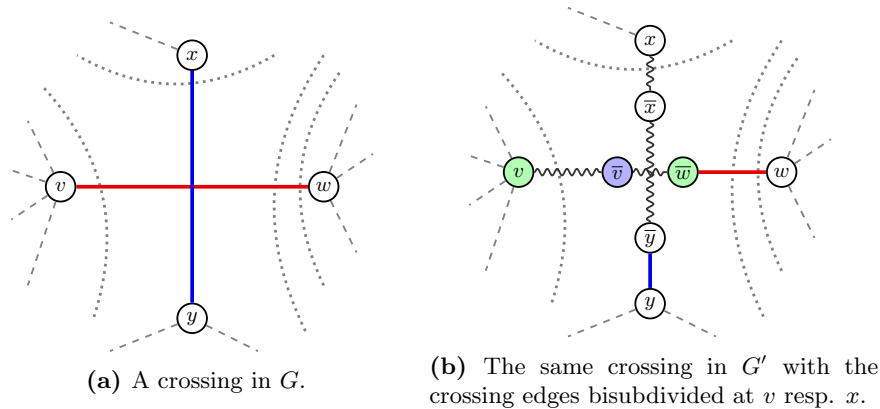 x
x
x̅
v
w
v
v̅
w̅
w
y̅
y
y
(a) A crossing in G.
(b) The same crossing in G′ with the
crossing edges bisubdivided at v resp. x.